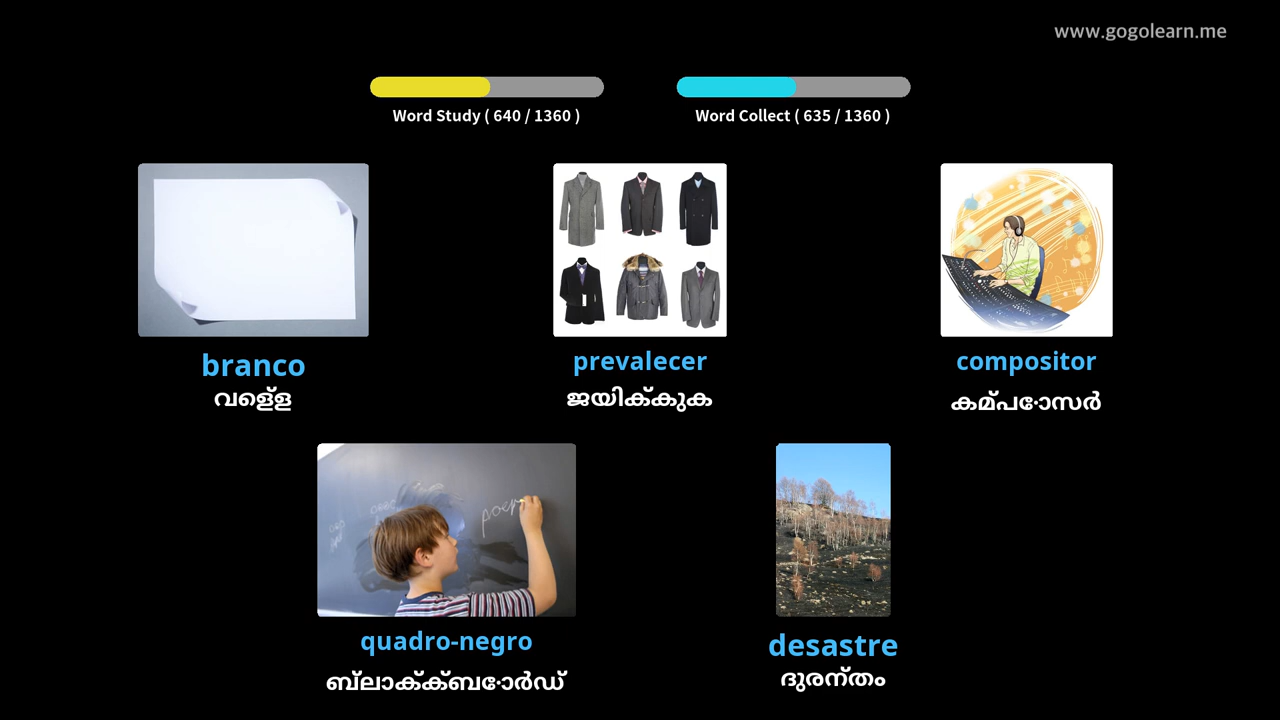 www.gogolearn.me
Word Study ( 640 / 1360 )
Word Collect ( 635 / 1360 )
branco
വെള്ള
prevalecer
ജയിക്കുക
compositor
കമ്പോസർ
poem
quadro-negro
ബ്ലാക്ക്ബോർഡ്
desastre
ദുരന്തം